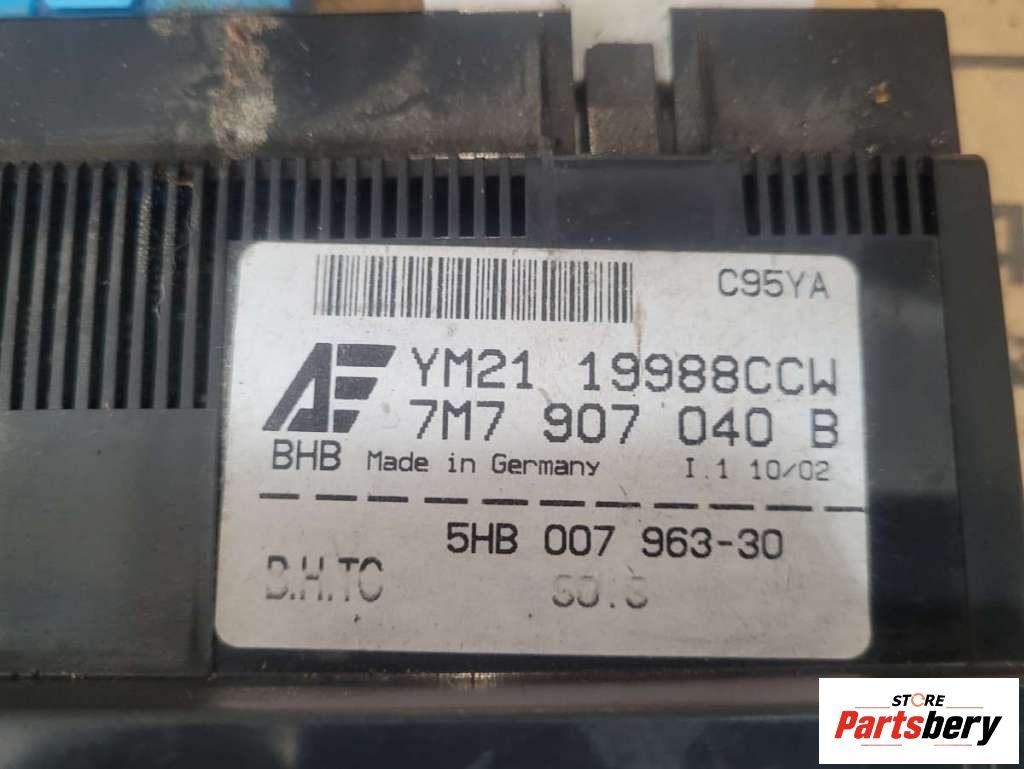 C95YA
AE YM21 19988CCW
7M7 907 040 B
BHB Made in Germany I.1 10/02
5HB 007 963-30
B.H.TC
STORE
Partsbery